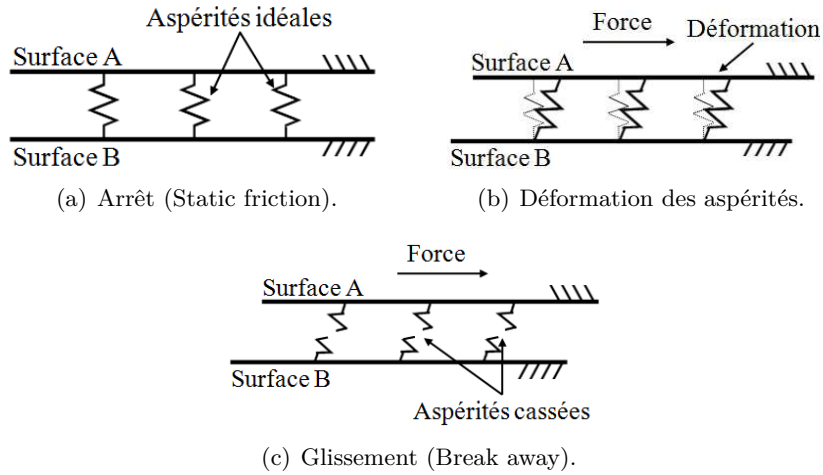 Aspérités idéales
Surface A
Surface B
(a) Arrêt (Static friction).
Force
Déformation
Surface A
Surface B
(b) Déformation des aspérités.
Force
Surface A
Surface B
Aspérités cassées
(c) Glissement (Break away).